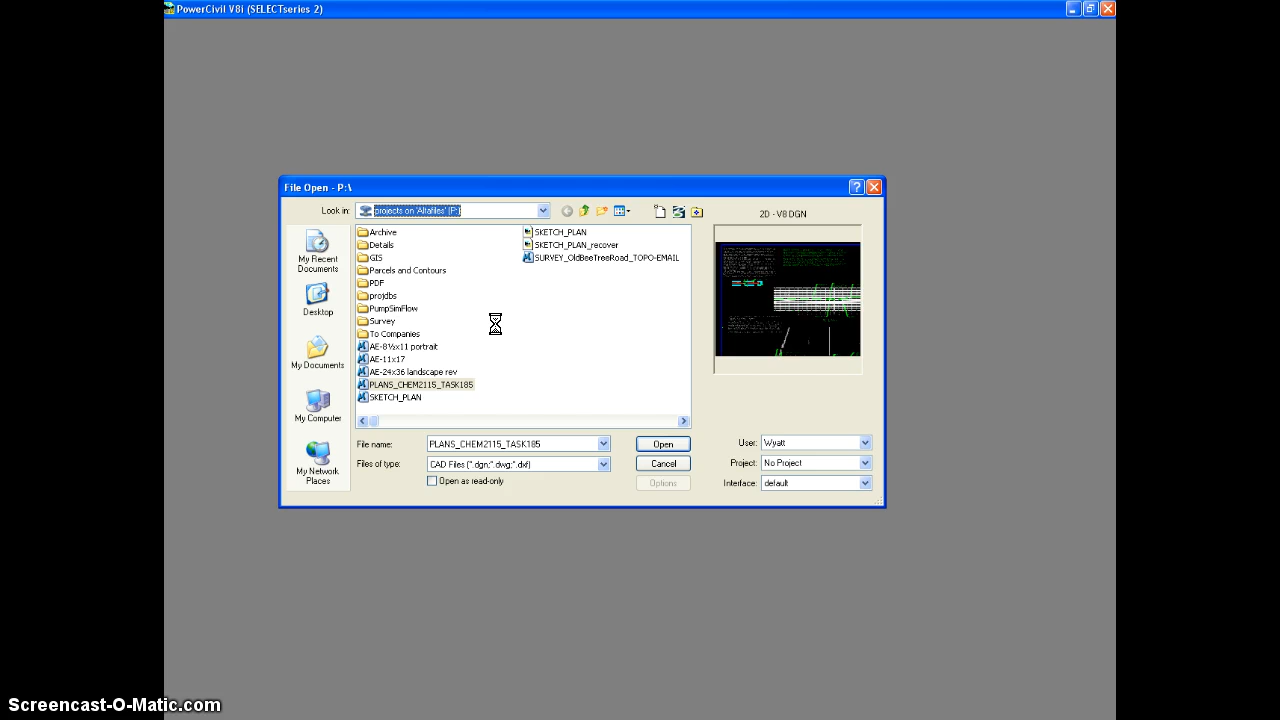 PowerCivil V8i (SELECTseries 2)
File Open - P:\
Look in: projects on 'Altafiles' (P:)
2D - V8 DGN
My Recent Documents
Desktop
My Documents
My Computer
My Network Places
Archive
Details
GIS
Parcels and Contours
PDF
projdbs
PumpSimFlow
Survey
To Companies
AE-8½x11 portrait
AE-11x17
AE-24x36 landscape rev
PLANS_CHEM2115_TASK185
SKETCH_PLAN
SKETCH_PLAN
SKETCH_PLAN_recover
SURVEY_OldBeeTreeRoad_TOPO-EMAIL
File name: PLANS_CHEM2115_TASK185
Open
Files of type: CAD Files (*.dgn;*.dwg;*.dxf)
Cancel
Open as read-only
Options
User: Wyatt
Project: No Project
Interface: default
Screencast-O-Matic.com